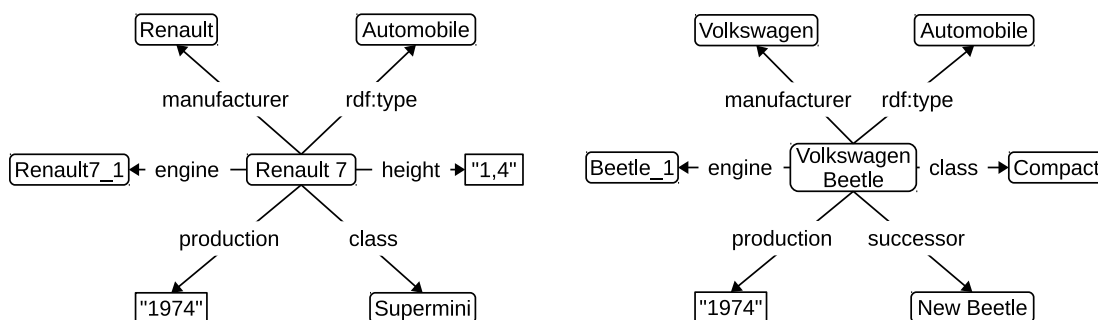 Renault
Automobile
manufacturer
rdf:type
Renault7_1
engine
Renault 7
height
"1,4"
production
class
"1974"
Supermini
Volkswagen
Automobile
manufacturer
rdf:type
Beetle_1
engine
Volkswagen
Beetle
class
Compact
production
successor
"1974"
New Beetle